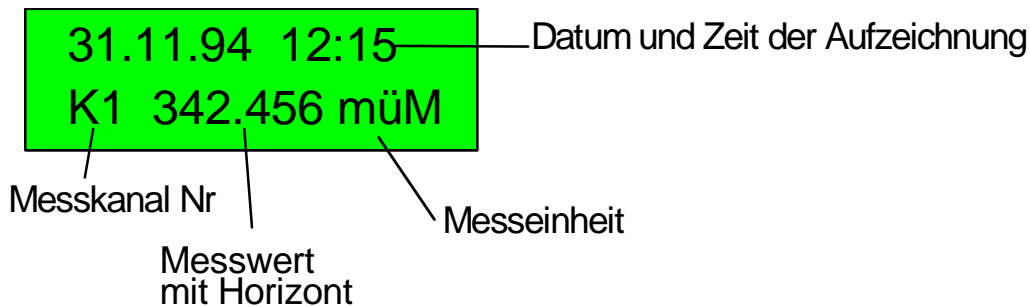 31.11.94 12:15
Datum und Zeit der Aufzeichnung
K1 342.456 müM
Messkanal Nr
Messeinheit
Messwert
mit Horizont